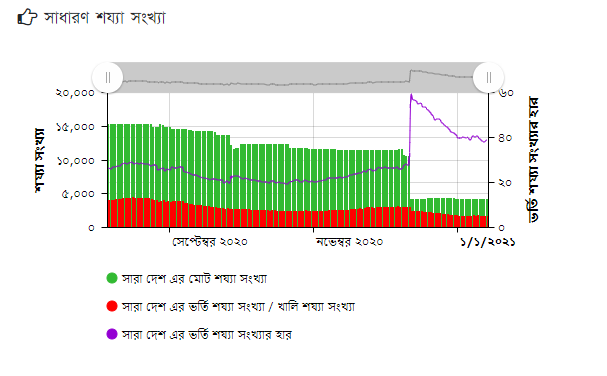 সাধারণ শয্যা সংখ্যা
২০,০০০
১৫,০০০
১০,০০০
৫,০০০
০
শয্যা সংখ্যা
৬০
৪০
২০
০
ভর্তি শয্যা সংখ্যার হার
সেপ্টেম্বর ২০২০
নভেম্বর ২০২০
১/১/২০২১
সারা দেশ এর মোট শয্যা সংখ্যা
সারা দেশ এর ভর্তি শয্যা সংখ্যা / খালি শয্যা সংখ্যা
সারা দেশ এর ভর্তি শয্যা সংখ্যার হার